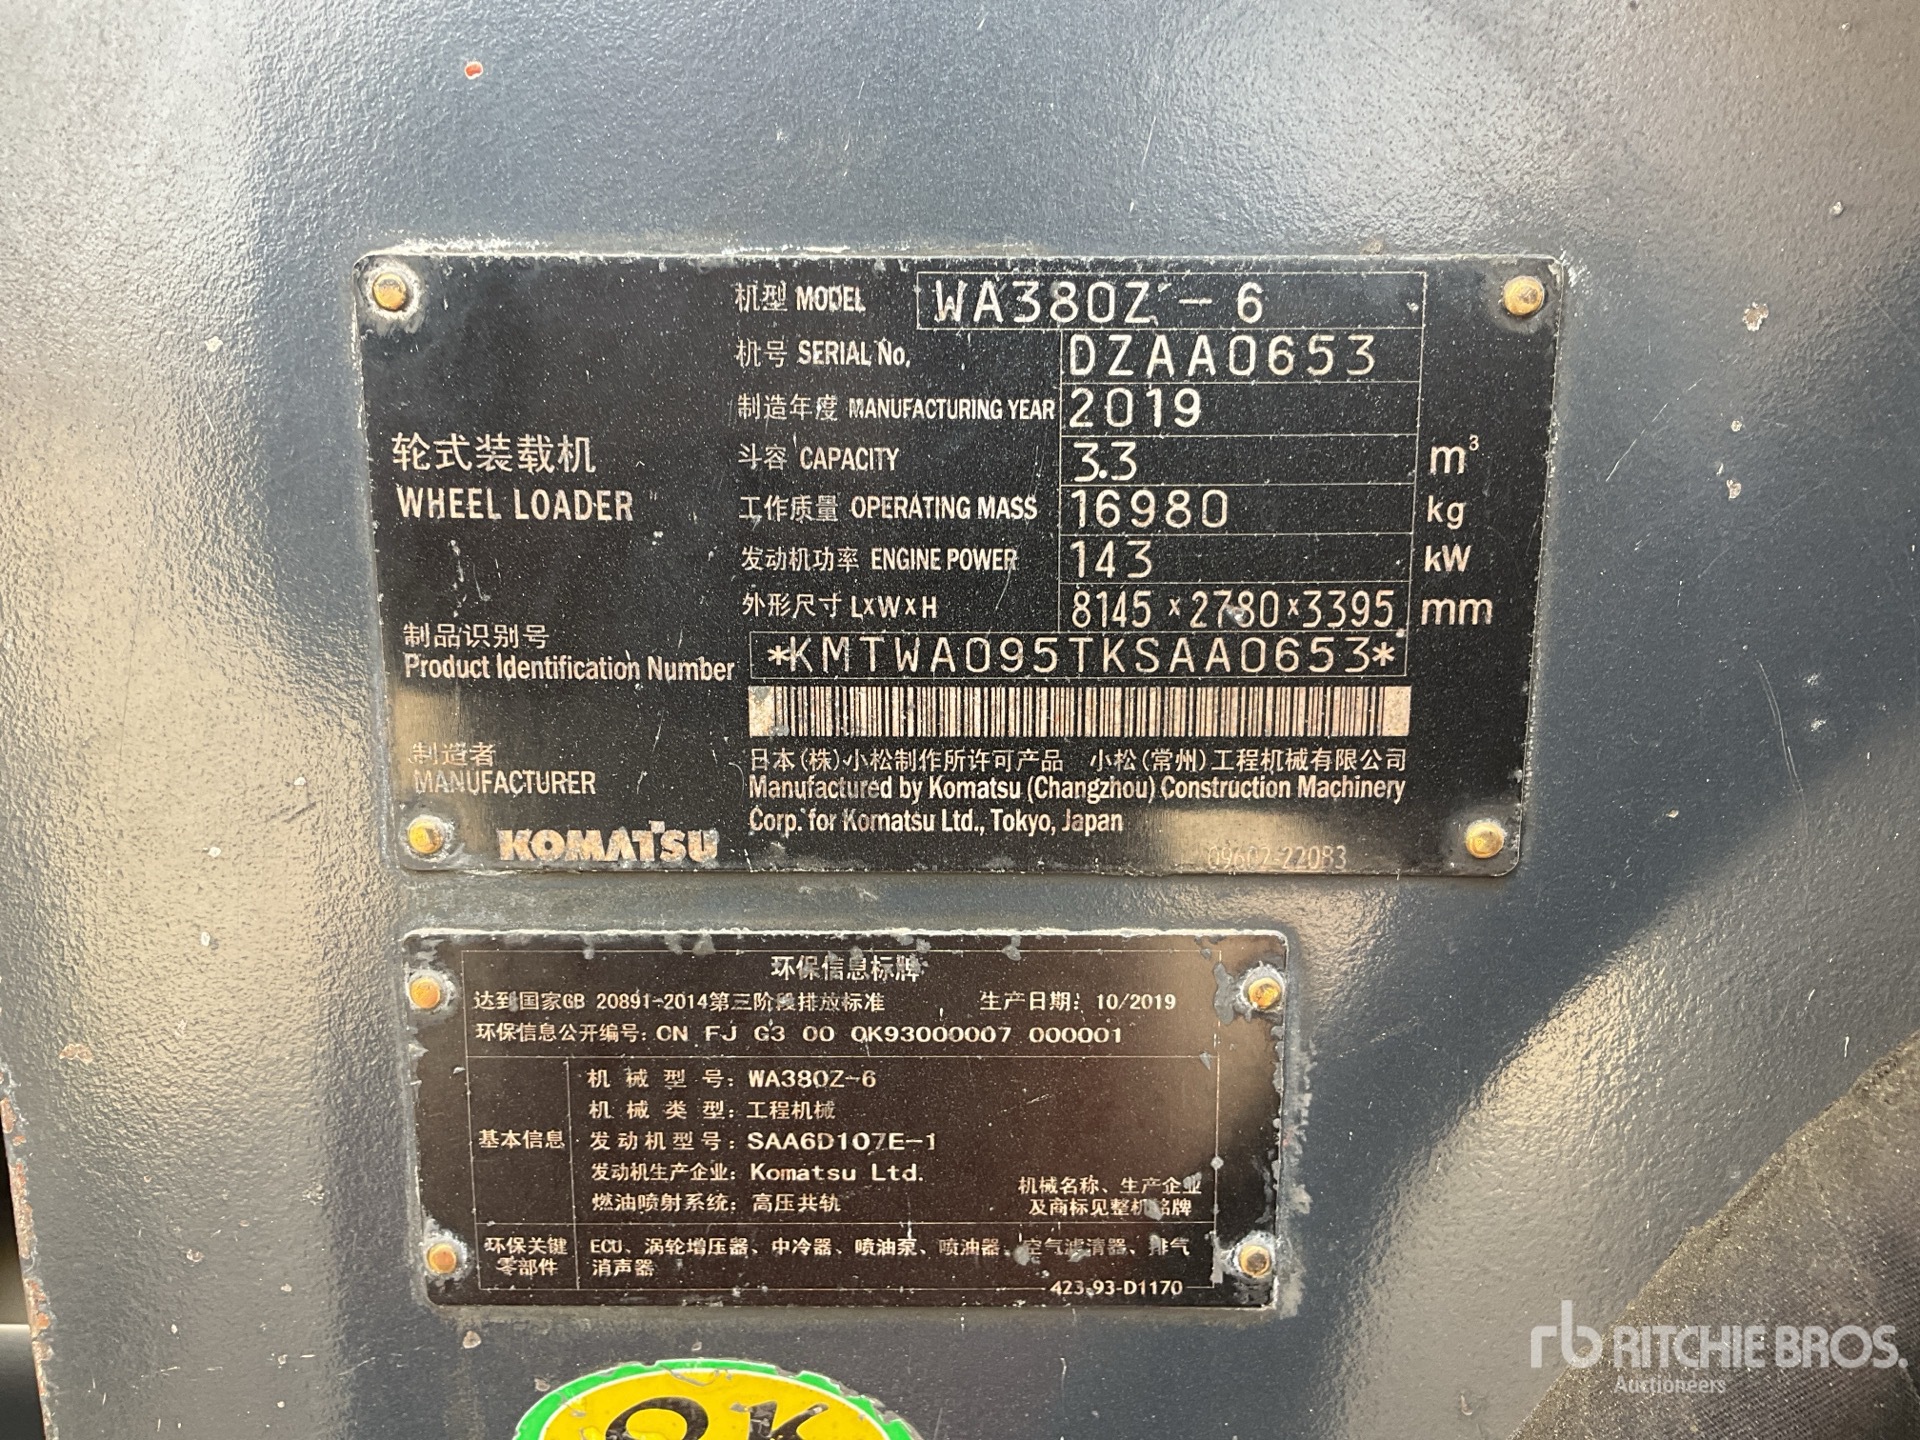 机型 MODEL WA380Z-6
机号 SERIAL No. DZAA0653
制造年度 MANUFACTURING YEAR 2019
斗容 CAPACITY 3.3 m³
工作质量 OPERATING MASS 16980 kg
发动机功率 ENGINE POWER 143 kW
外形尺寸 L×W×H 8145×2780×3395 mm
轮式装载机
WHEEL LOADER
制品识别号
Product Identification Number *KMTWA095TKSAA0653*
制造者
MANUFACTURER
日本(株)小松制作所许可产品 小松(常州)工程机械有限公司
Manufactured by Komatsu (Changzhou) Construction Machinery
Corp. for Komatsu Ltd., Tokyo, Japan
KOMATSU
09602-22083
环保信息标牌
达到国家GB 20891-2014第三阶段排放标准 生产日期: 10/2019
环保信息公开编号: CN FJ G3 00 0K93000007 000001
基本信息
机械型号: WA380Z-6
机械类型: 工程机械
发动机型号: SAA6D107E-1
发动机生产企业: Komatsu Ltd.
燃油喷射系统: 高压共轨
机械名称、生产企业
及商标见整机铭牌
环保关键
零部件
ECU、涡轮增压器、中冷器、喷油泵、喷油器、空气滤清器、排气
消声器
423-93-D1170
OK
rb RITCHIE BROS.
Auctioneers